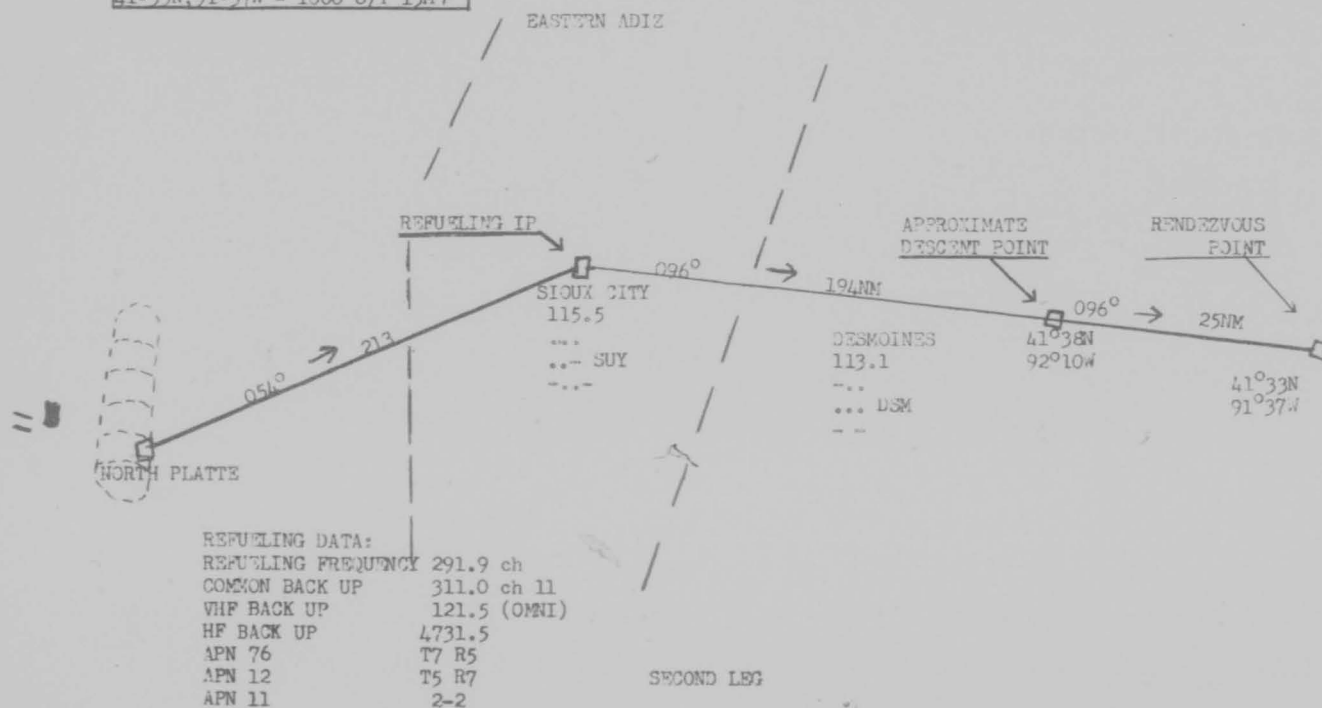 EASTERN ADIZ
REFUELING IP
APPROXIMATE
DESCENT POINT
RENDEZVOUS
POINT
096°
194NM
096°
25NM
SIOUX CITY
115.5
...
..- SUY
-.--
DESMOINES
113.1
-..
... DSM
--
41°38N
92°10W
41°33N
91°37W
213
054°
NORTH PLATTE
REFUELING DATA:
REFUELING FREQUENCY 291.9 ch
COMMON BACK UP 311.0 ch 11
VHF BACK UP 121.5 (OMNI)
HF BACK UP 4731.5
APN 76 T7 R5
APN 12 T5 R7
APN 11 2-2
SECOND LEG